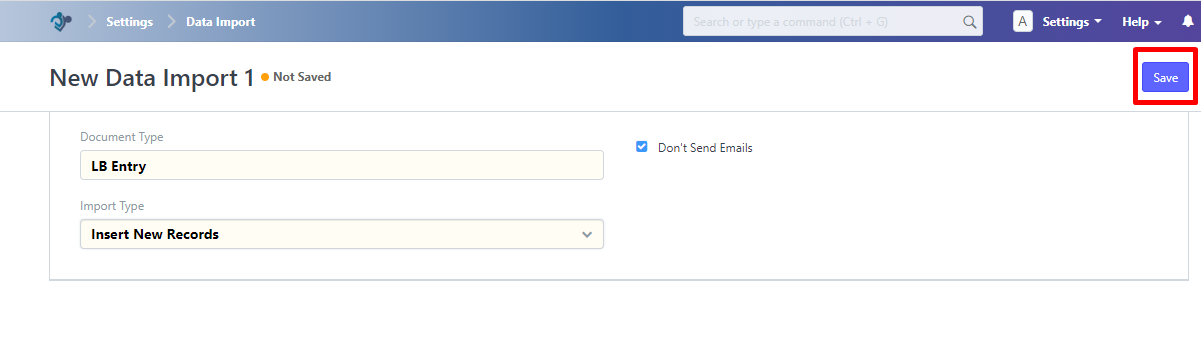 Settings Data Import Search or type a command (Ctrl + G) A Settings Help
New Data Import 1 Not Saved Save
Document Type
LB Entry
Don't Send Emails
Import Type
Insert New Records